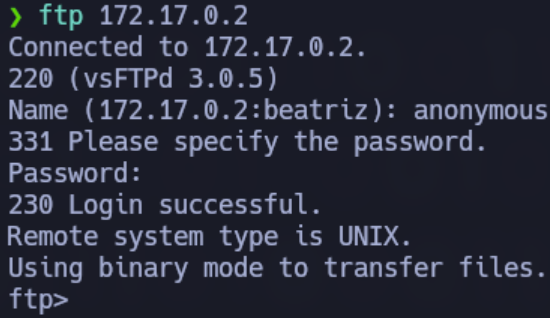 ❯ ftp 172.17.0.2
Connected to 172.17.0.2.
220 (vsFTPd 3.0.5)
Name (172.17.0.2:beatriz): anonymous
331 Please specify the password.
Password:
230 Login successful.
Remote system type is UNIX.
Using binary mode to transfer files.
ftp>